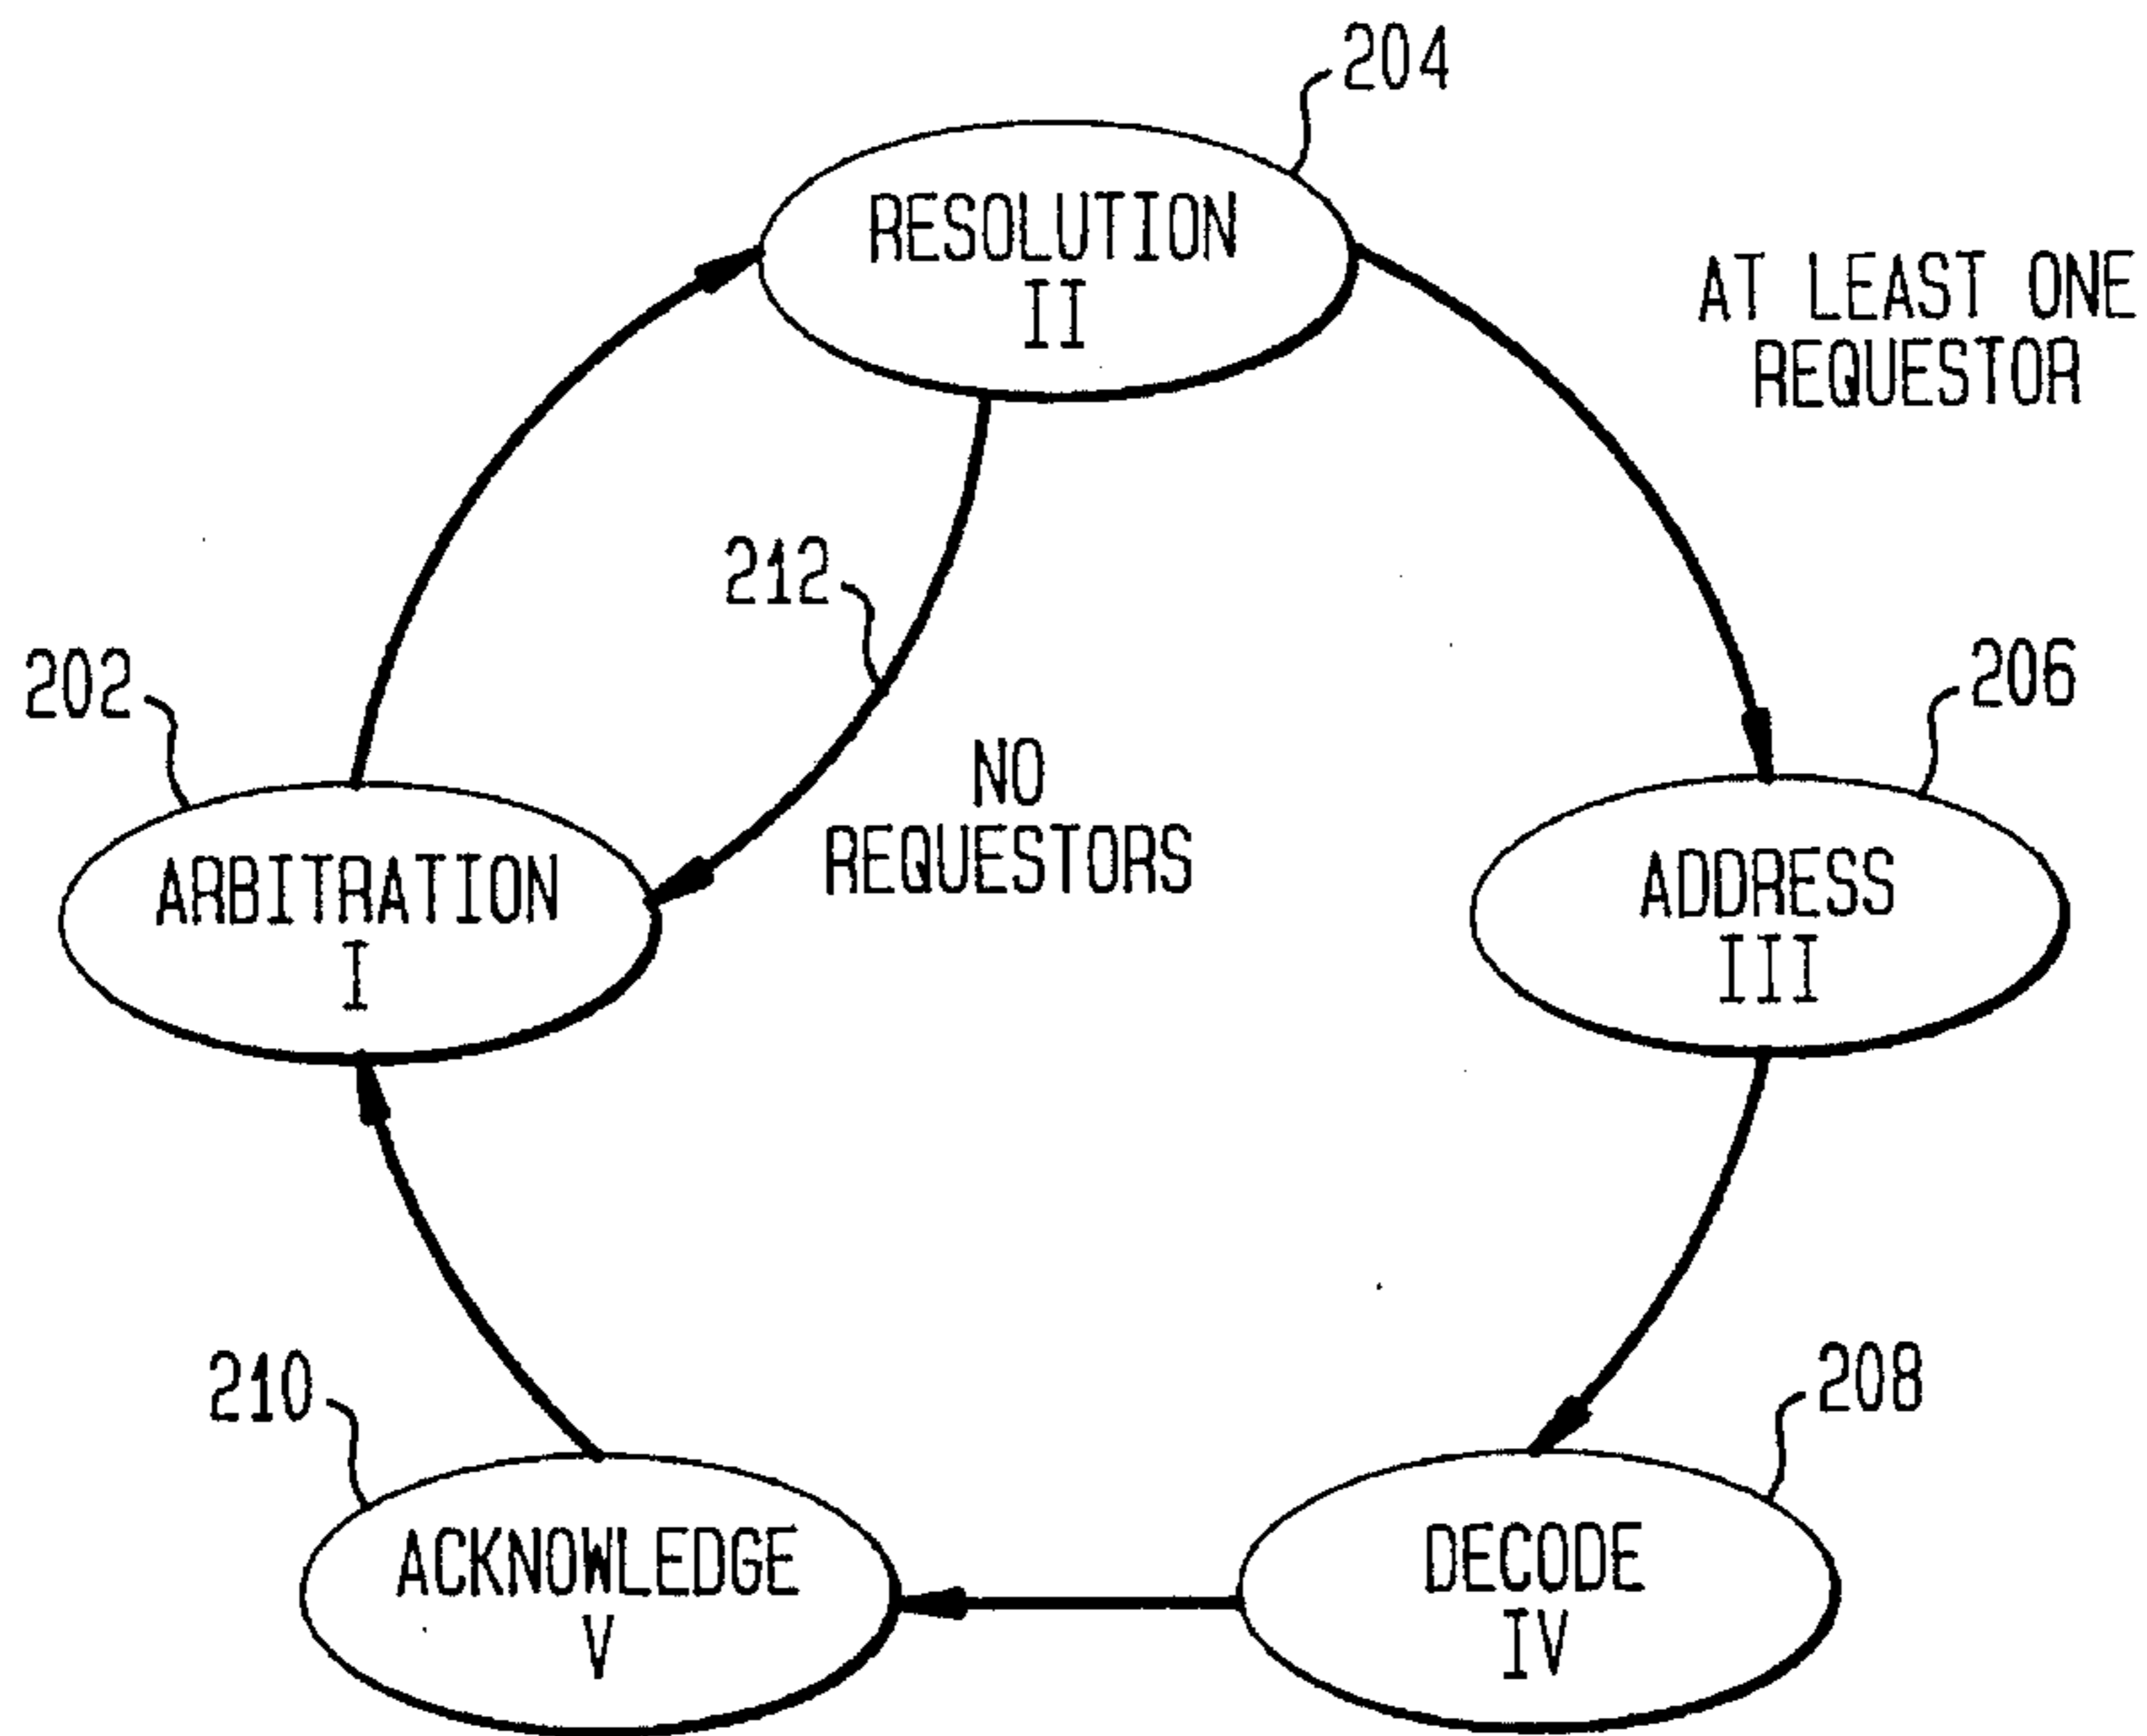 204
RESOLUTION
II
AT LEAST ONE
REQUESTOR
212
202
206
NO
REQUESTORS
ARBITRATION
I
ADDRESS
III
210
208
ACKNOWLEDGE
V
DECODE
IV